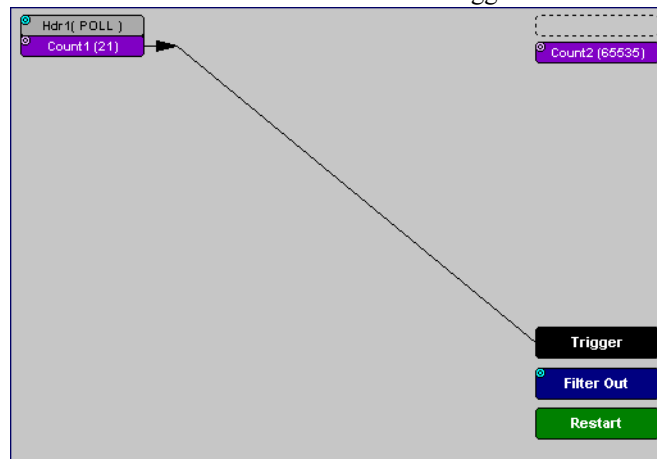 Hdr1( POLL )
Count1 (21)
Count2 (65535)
Trigger
Filter Out
Restart